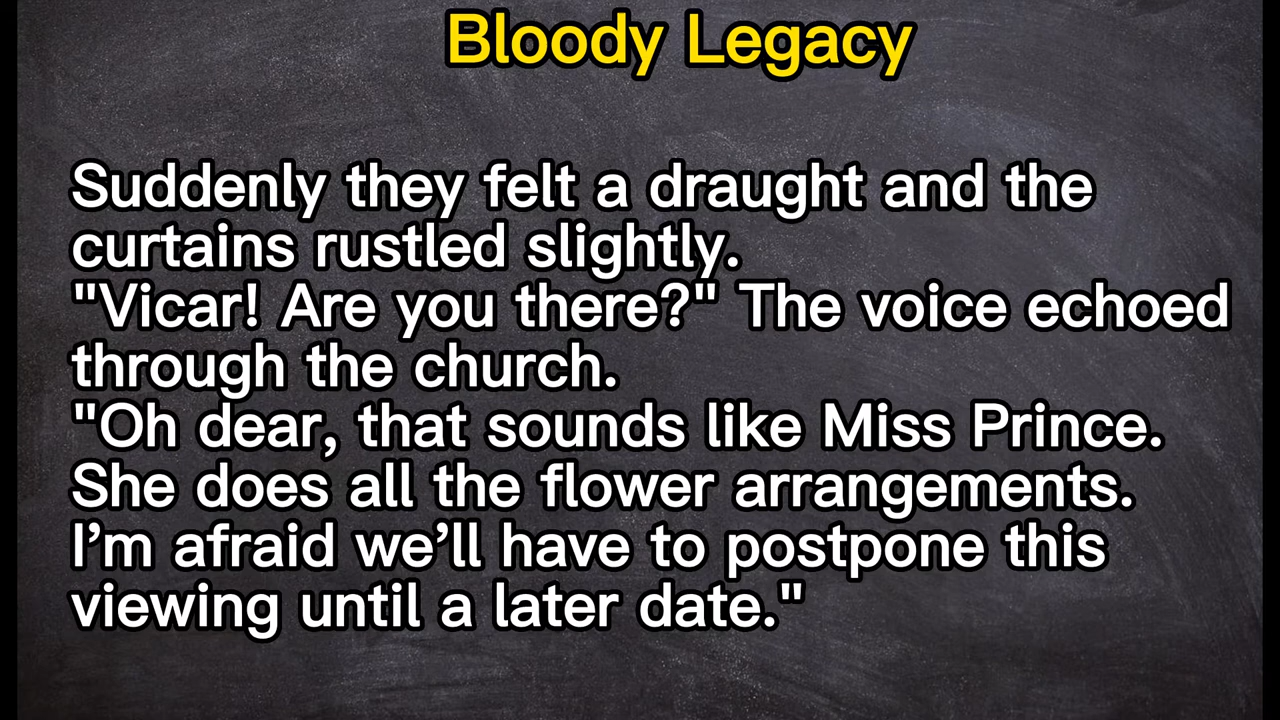 Bloody Legacy
Suddenly they felt a draught and the
curtains rustled slightly.
"Vicar! Are you there?" The voice echoed
through the church.
"Oh dear, that sounds like Miss Prince.
She does all the flower arrangements.
I’m afraid we’ll have to postpone this
viewing until a later date."